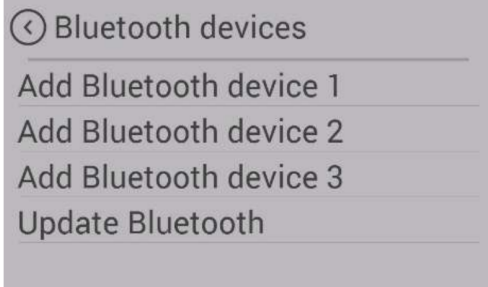 Bluetooth devices
Add Bluetooth device 1
Add Bluetooth device 2
Add Bluetooth device 3
Update Bluetooth